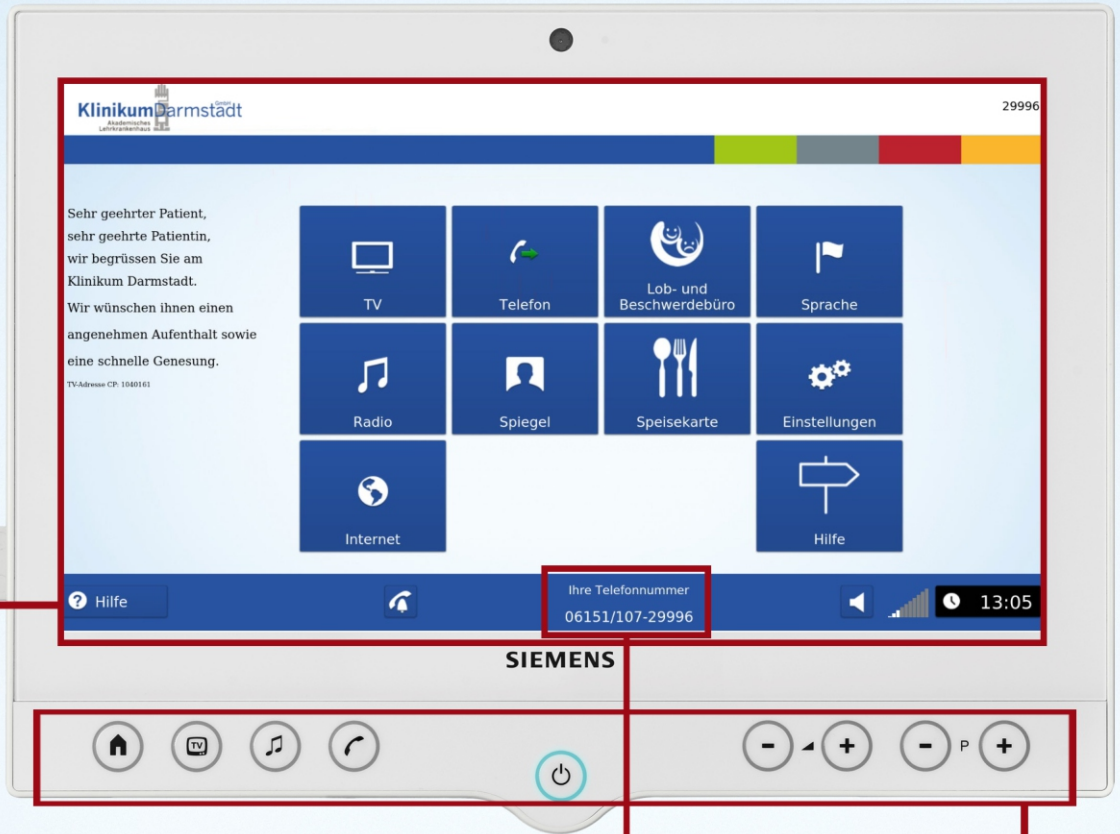 KlinikumDarmstadt
GmbH
Akademisches
Lehrkrankenhaus
29996
Sehr geehrter Patient,
sehr geehrte Patientin,
wir begrüssen Sie am
Klinikum Darmstadt.
Wir wünschen ihnen einen
angenehmen Aufenthalt sowie
eine schnelle Genesung.
TV-Adresse CP: 1040161
TV
Telefon
Lob- und
Beschwerdebüro
Sprache
Radio
Spiegel
Speisekarte
Einstellungen
Internet
Hilfe
? Hilfe
Ihre Telefonnummer
06151/107-29996
13:05
SIEMENS
TV
- +
- P +